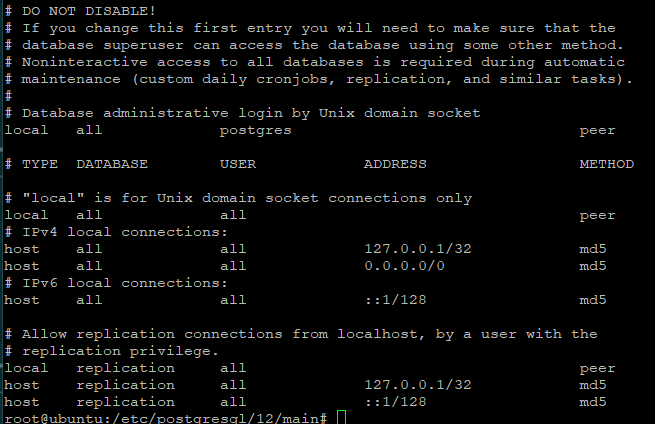 # DO NOT DISABLE!
# If you change this first entry you will need to make sure that the
# database superuser can access the database using some other method.
# Noninteractive access to all databases is required during automatic
# maintenance (custom daily cronjobs, replication, and similar tasks).
#
# Database administrative login by Unix domain socket
local   all             postgres                                peer

# TYPE  DATABASE        USER            ADDRESS                 METHOD

# "local" is for Unix domain socket connections only
local   all             all                                     peer
# IPv4 local connections:
host    all             all             127.0.0.1/32            md5
host    all             all             0.0.0.0/0               md5
# IPv6 local connections:
host    all             all             ::1/128                 md5

# Allow replication connections from localhost, by a user with the
# replication privilege.
local   replication     all                                     peer
host    replication     all             127.0.0.1/32            md5
host    replication     all             ::1/128                 md5
root@ubuntu:/etc/postgresql/12/main#